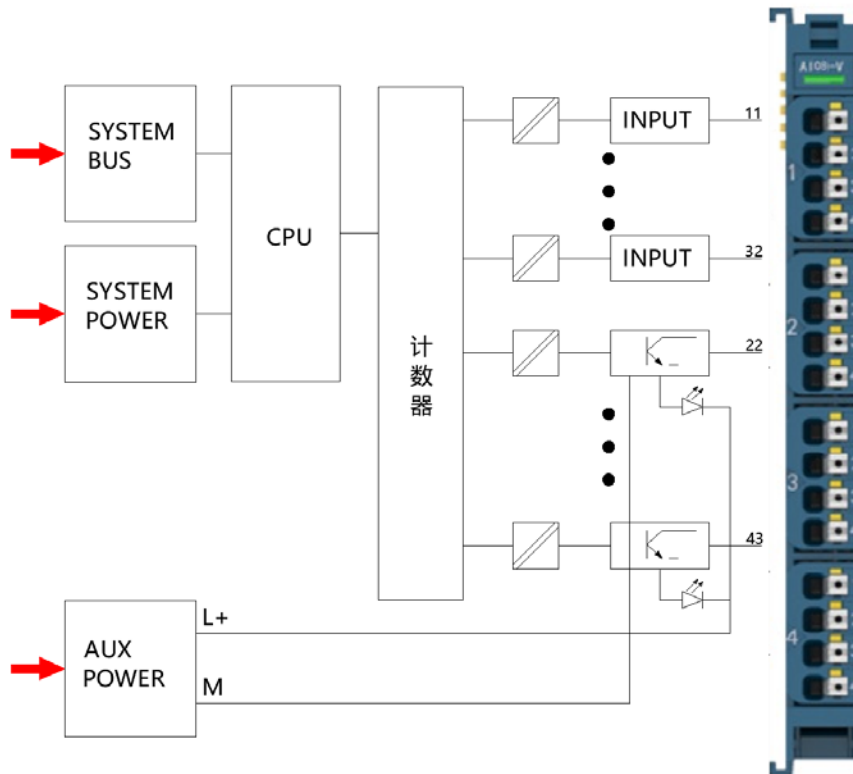 SYSTEM
BUS
SYSTEM
POWER
CPU
计
数
器
INPUT
11
INPUT
32
22
43
AUX
POWER
L+
M
1
2
3
4